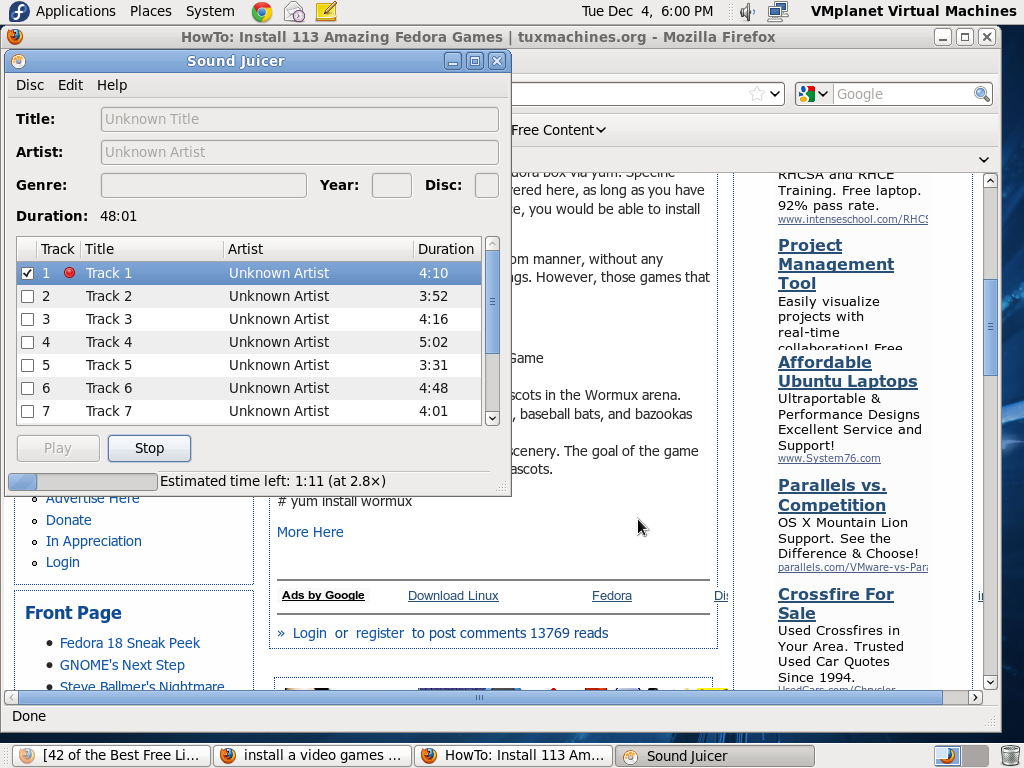 Applications Places System Tue Dec 4, 6:00 PM VMplanet Virtual Machines
HowTo: Install 113 Amazing Fedora Games | tuxmachines.org - Mozilla Firefox
Sound Juicer
Disc Edit Help
Title: Unknown Title
Artist: Unknown Artist
Genre: Year: Disc:
Duration: 48:01
Track Title Artist Duration
1 Track 1 Unknown Artist 4:10
2 Track 2 Unknown Artist 3:52
3 Track 3 Unknown Artist 4:16
4 Track 4 Unknown Artist 5:02
5 Track 5 Unknown Artist 3:31
6 Track 6 Unknown Artist 4:48
7 Track 7 Unknown Artist 4:01
Play Stop
Estimated time left: 1:11 (at 2.8×)
Google
Free Content
dora box via yum. Specific
vered here, as long as you have
e, you would be able to install
om manner, without any
ngs. However, those games that
Game
scots in the Wormux arena.
, baseball bats, and bazookas
scenery. The goal of the game
ascots.
# yum install wormux
More Here
Ads by Google Download Linux Fedora Dis
» Login or register to post comments 13769 reads
Advertise Here
Donate
In Appreciation
Login
Front Page
Fedora 18 Sneak Peek
GNOME's Next Step
Steve Ballmer's Nightmare
RHCSA and RHCE
Training. Free laptop.
92% pass rate.
www.intenseschool.com/RHCS
Project
Management
Tool
Easily visualize
projects with
real-time
collaboration! Free
Affordable
Ubuntu Laptops
Ultraportable &
Performance Designs
Excellent Service and
Support!
www.System76.com
Parallels vs.
Competition
OS X Mountain Lion
Support. See the
Difference & Choose!
parallels.com/VMware-vs-Para
Crossfire For
Sale
Used Crossfires in
Your Area. Trusted
Used Car Quotes
Since 1994.
UsedCars.com/Chrysler
Done
[42 of the Best Free Li... install a video games ... HowTo: Install 113 Am... Sound Juicer